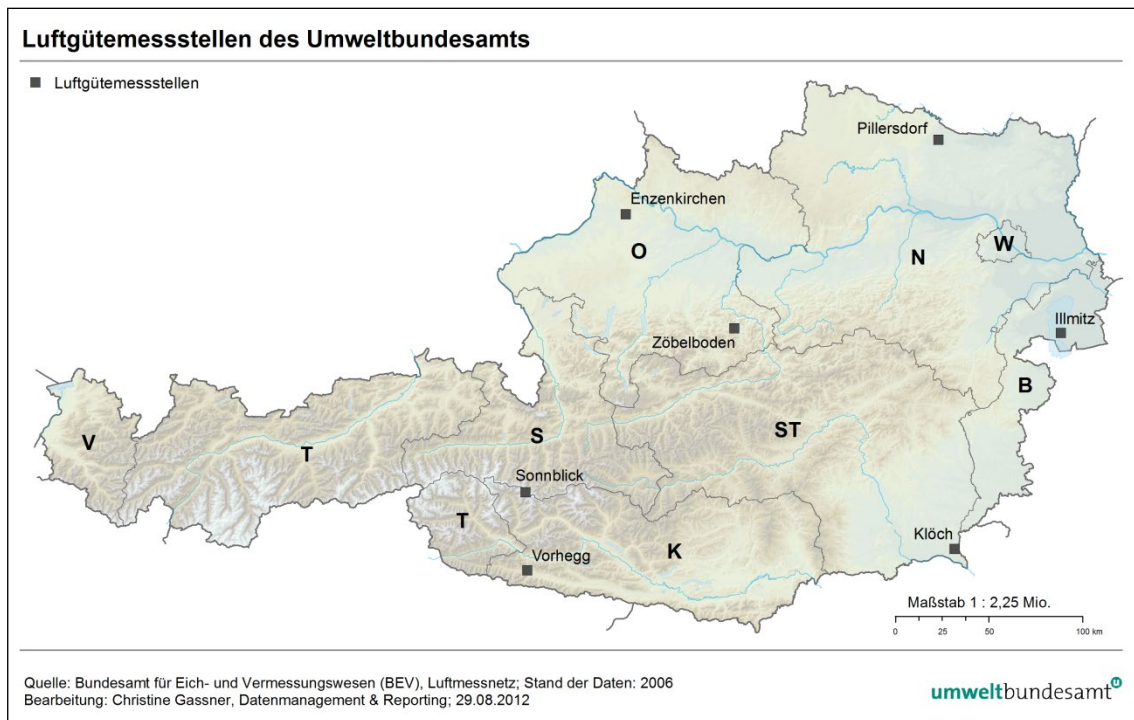 Luftgütemessstellen des Umweltbundesamts
Luftgütemessstellen
Pillersdorf
Enzenkirchen
O
N
W
Illmitz
Zöbelboden
B
V
T
S
ST
Sonnblick
T
K
Vorhegg
Klöch
Maßstab 1 : 2,25 Mio.
0 25 50 100 km
Quelle: Bundesamt für Eich- und Vermessungswesen (BEV), Luftmessnetz; Stand der Daten: 2006
Bearbeitung: Christine Gassner, Datenmanagement & Reporting; 29.08.2012
umweltbundesamt u